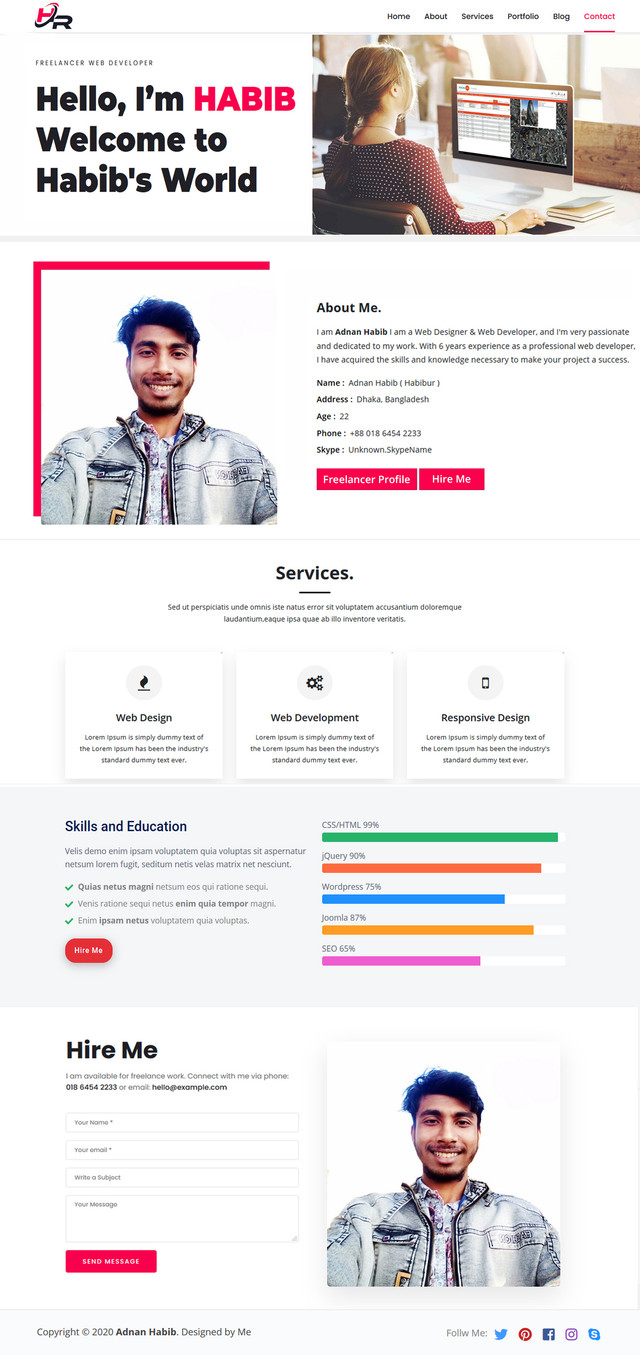 HR
Home About Services Portfolio Blog Contact
FREELANCER WEB DEVELOPER
Hello, I'm HABIB
Welcome to
Habib's World
About Me.
I am Adnan Habib I am a Web Designer & Web Developer, and I'm very passionate
and dedicated to my work. With 6 years experience as a professional web developer,
I have acquired the skills and knowledge necessary to make your project a success.
Name : Adnan Habib ( Habibur )
Address : Dhaka, Bangladesh
Age : 22
Phone : +88 018 6454 2233
Skype : Unknown.SkypeName
Freelancer Profile Hire Me
Services.
Sed ut perspiciatis unde omnis iste natus error sit voluptatem accusantium doloremque
laudantium,eaque ipsa quae ab illo inventore veritatis.
Web Design
Lorem Ipsum is simply dummy text of
the Lorem Ipsum has been the industry's
standard dummy text ever.
Web Development
Lorem Ipsum is simply dummy text of
the Lorem Ipsum has been the industry's
standard dummy text ever.
Responsive Design
Lorem Ipsum is simply dummy text of
the Lorem Ipsum has been the industry's
standard dummy text ever.
Skills and Education
Velis demo enim ipsam voluptatem quia voluptas sit aspernatur
netsum lorem fugit, seditum netis velas matrix net nesciunt.
Quias netus magni netsum eos qui ratione sequi.
Venis ratione sequi netus enim quia tempor magni.
Enim ipsam netus voluptatem quia voluptas.
Hire Me
CSS/HTML 99%
jQuery 90%
Wordpress 75%
Joomla 87%
SEO 65%
Hire Me
I am available for freelance work. Connect with me via phone:
018 6454 2233 or email: hello@example.com
Your Name *
Your email *
Write a Subject
Your Message
SEND MESSAGE
Copyright © 2020 Adnan Habib. Designed by Me
Follw Me: